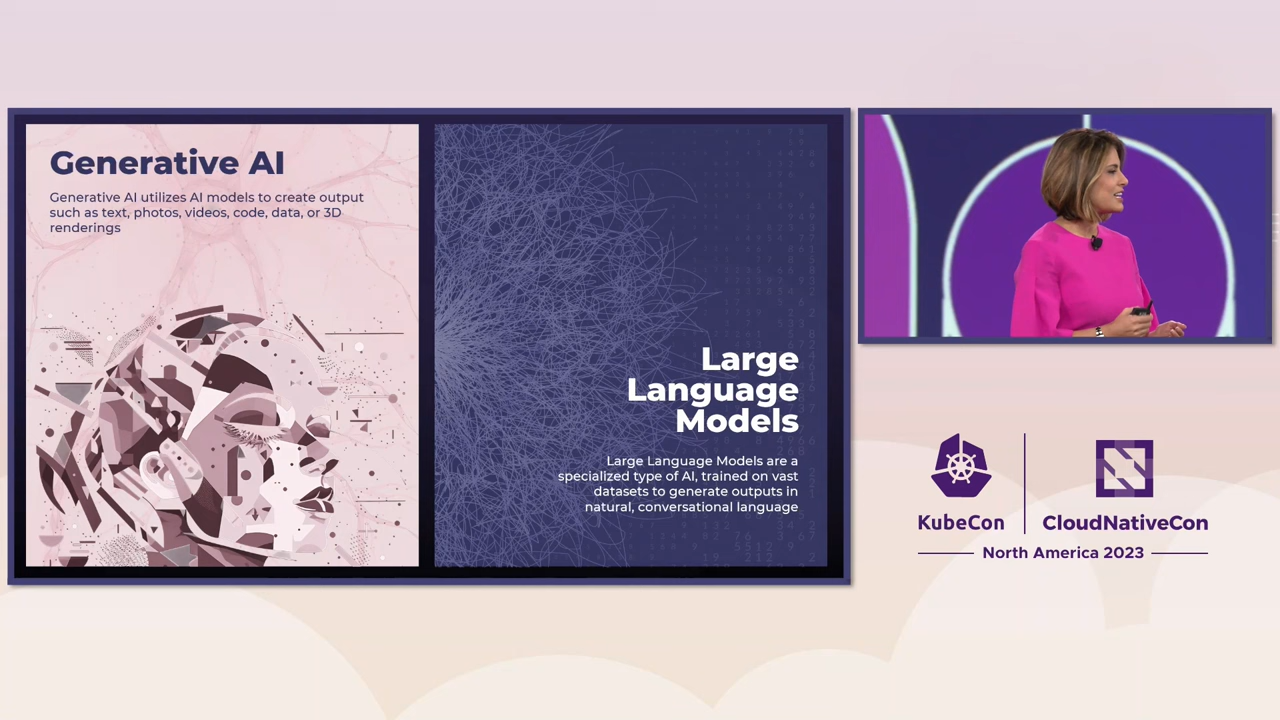 Generative AI
Generative AI utilizes AI models to create output
such as text, photos, videos, code, data, or 3D
renderings
Large
Language
Models
Large Language Models are a
specialized type of AI, trained on vast
datasets to generate outputs in
natural, conversational language
KubeCon
CloudNativeCon
North America 2023